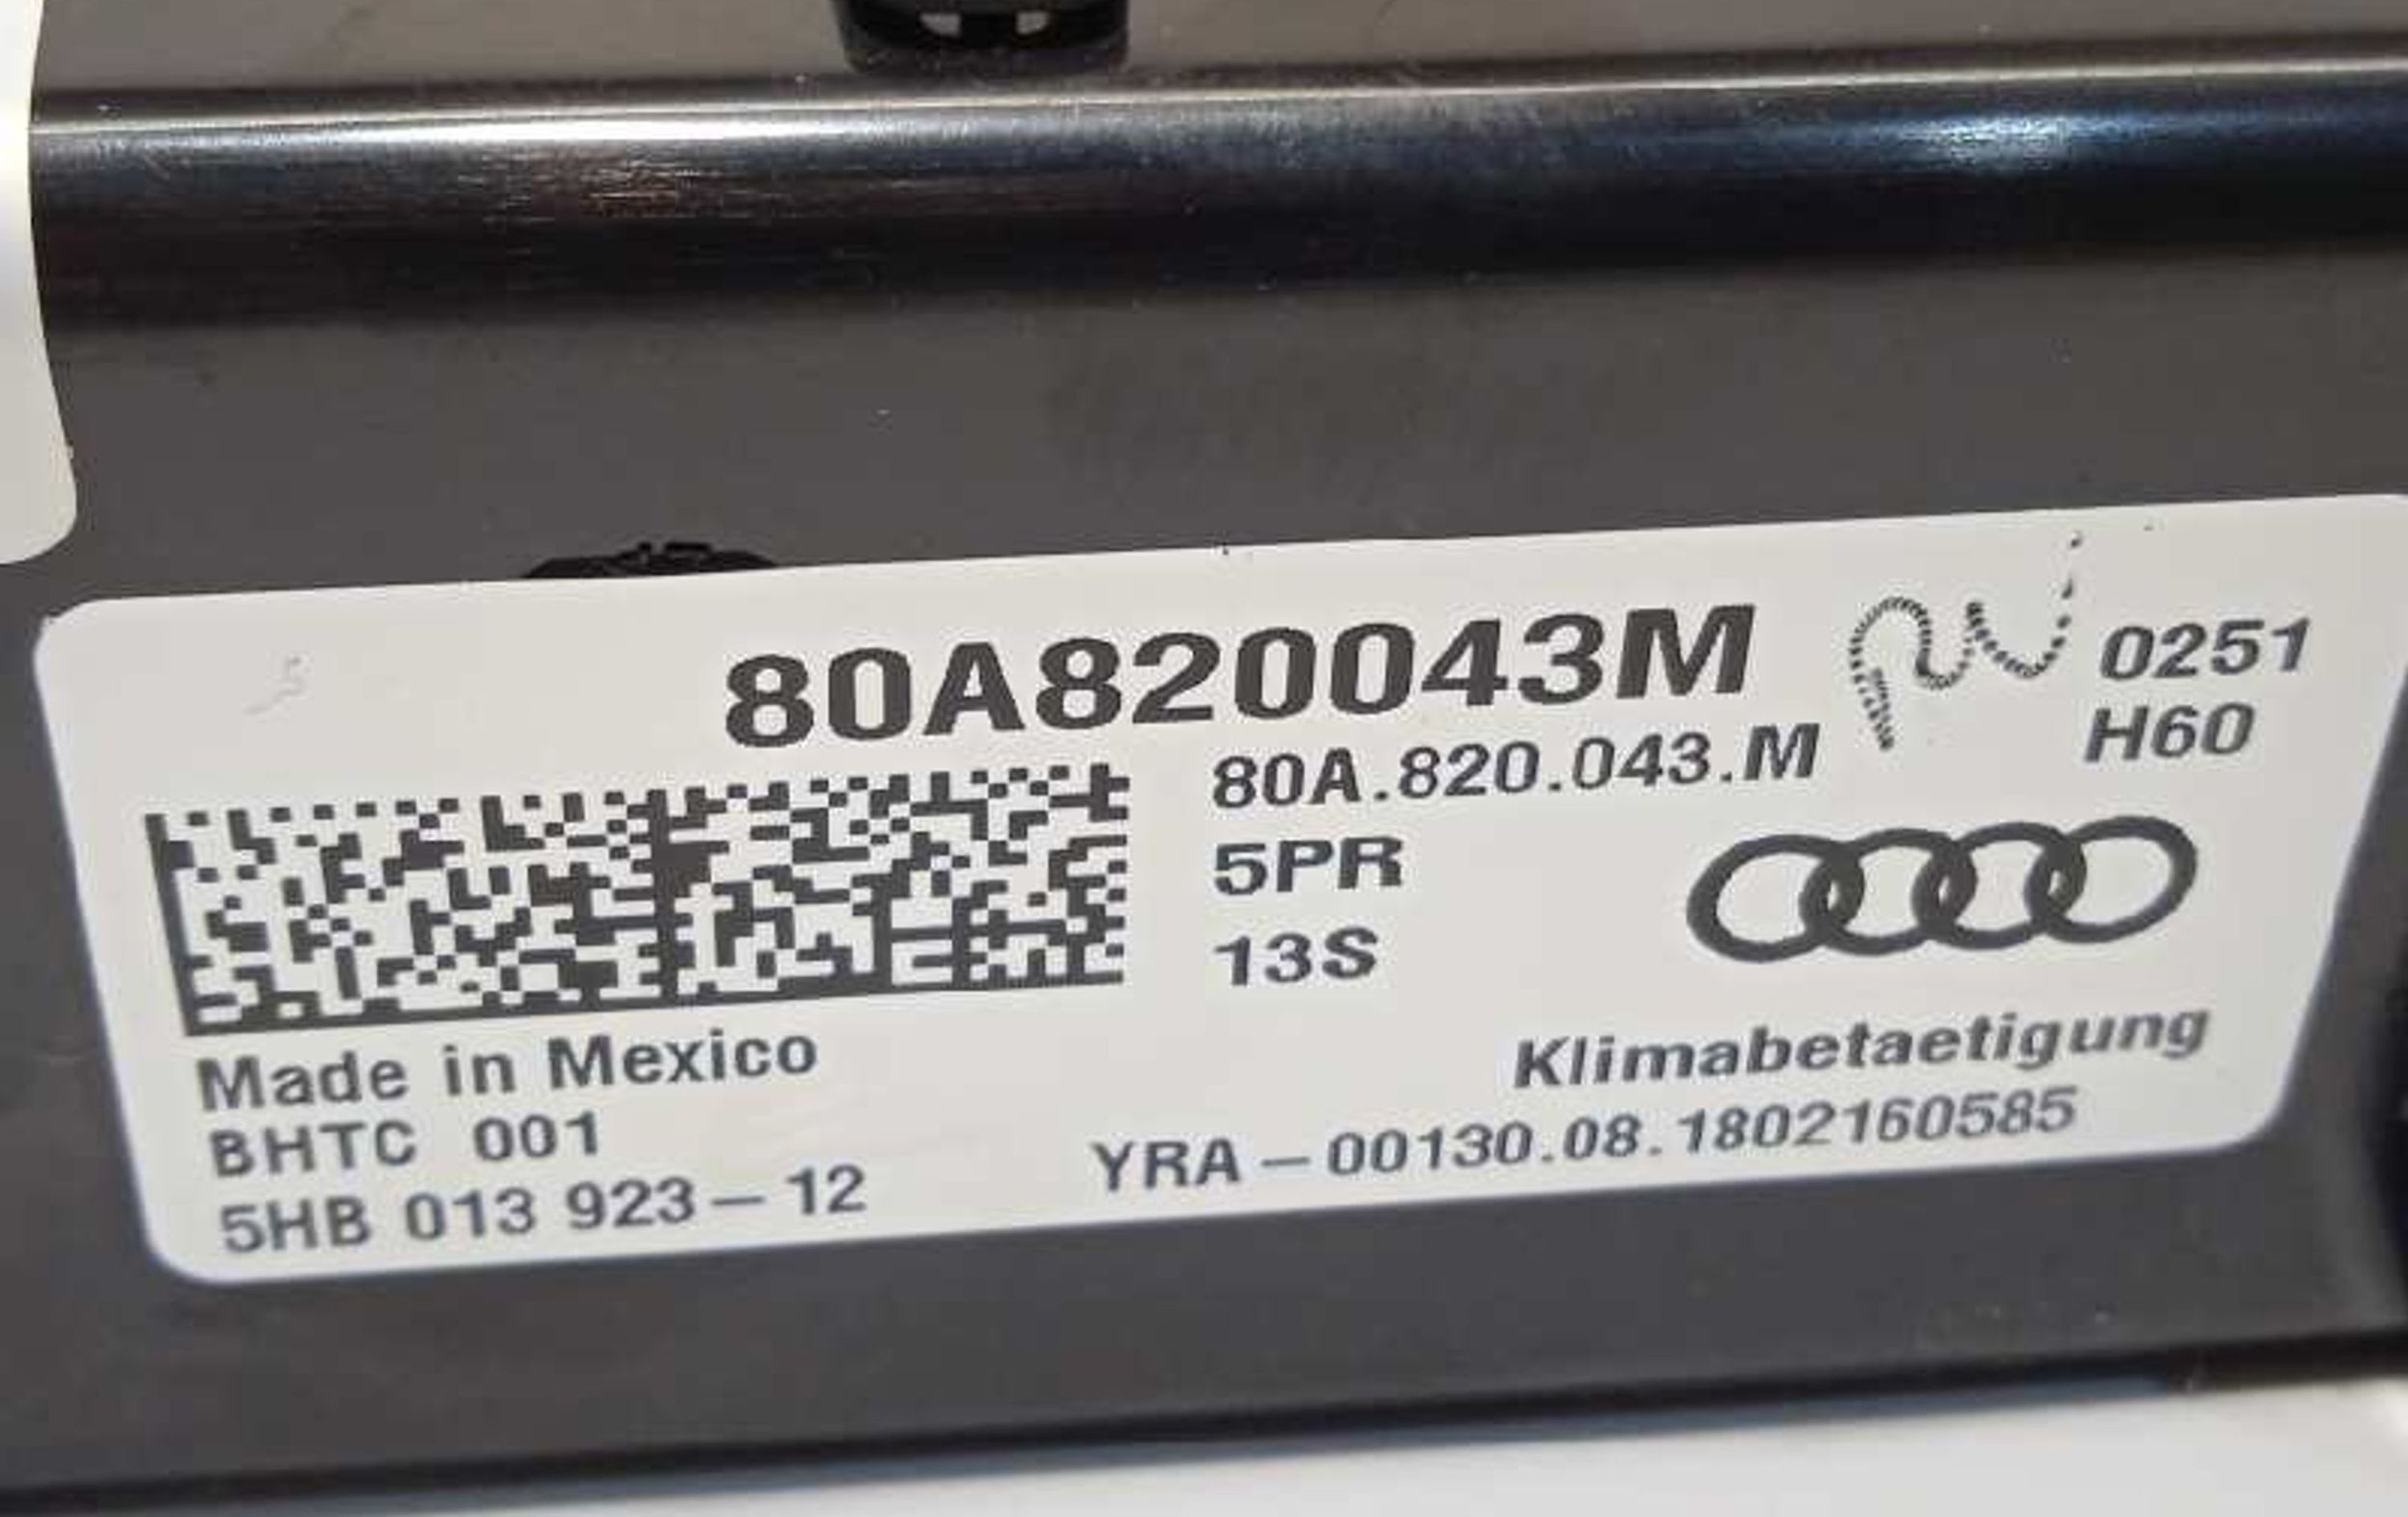 80A820043M
0251
80A.820.043.M
H60
5PR
13S
Made in Mexico
Klimabetaetigung
BHTC 001
YRA-00130.08.1802160585
5HB 013 923-12